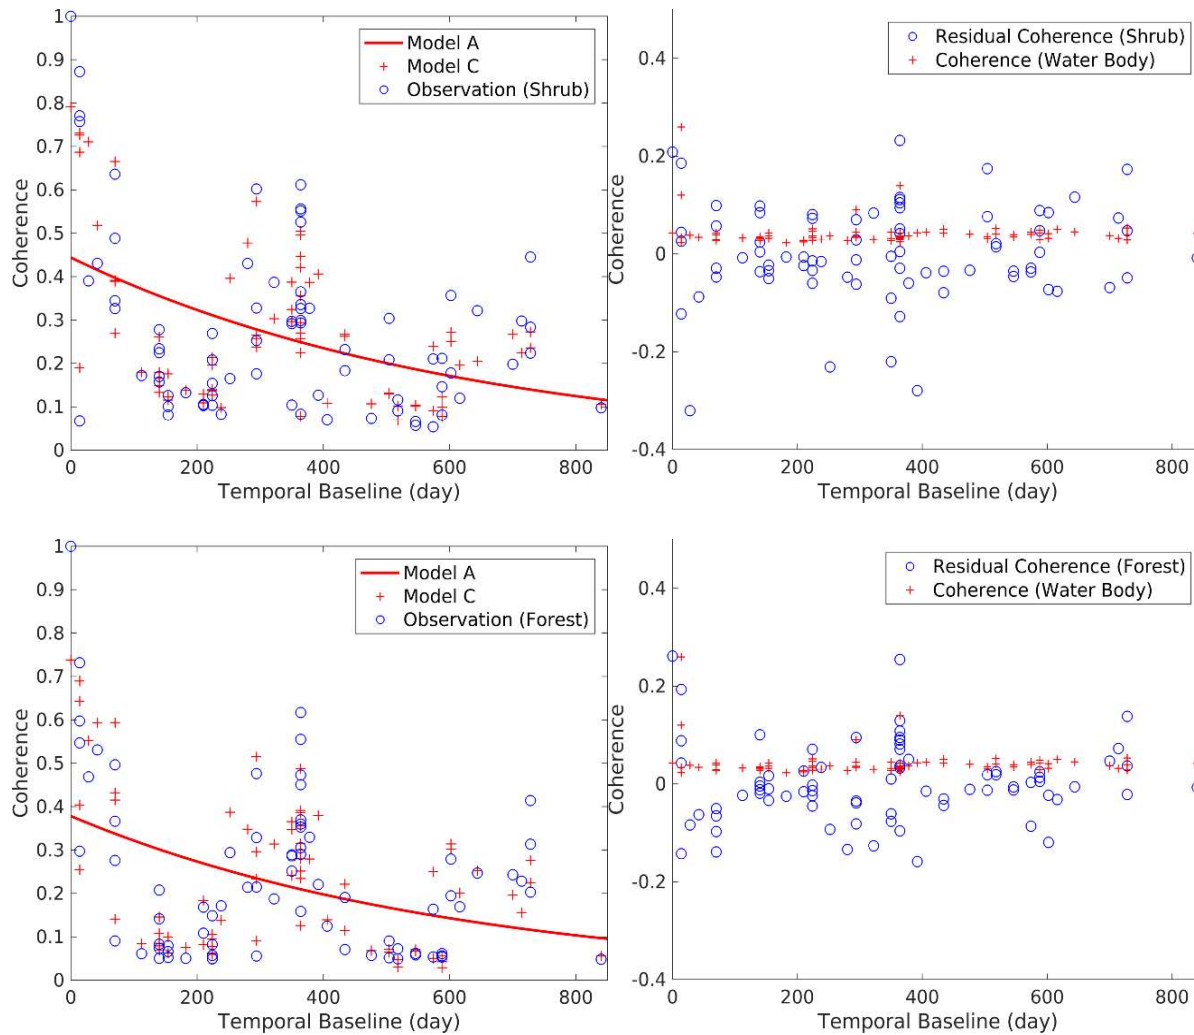 1
0.9
0.8
0.7
0.6
0.5
0.4
0.3
0.2
0.1
0
Coherence
Model A
Model C
Observation (Shrub)
0 200 400 600 800
Temporal Baseline (day)
0.4
0.2
0
-0.2
-0.4
Coherence
Residual Coherence (Shrub)
Coherence (Water Body)
0 200 400 600 800
Temporal Baseline (day)
1
0.9
0.8
0.7
0.6
0.5
0.4
0.3
0.2
0.1
0
Coherence
Model A
Model C
Observation (Forest)
0 200 400 600 800
Temporal Baseline (day)
0.4
0.2
0
-0.2
-0.4
Coherence
Residual Coherence (Forest)
Coherence (Water Body)
0 200 400 600 800
Temporal Baseline (day)